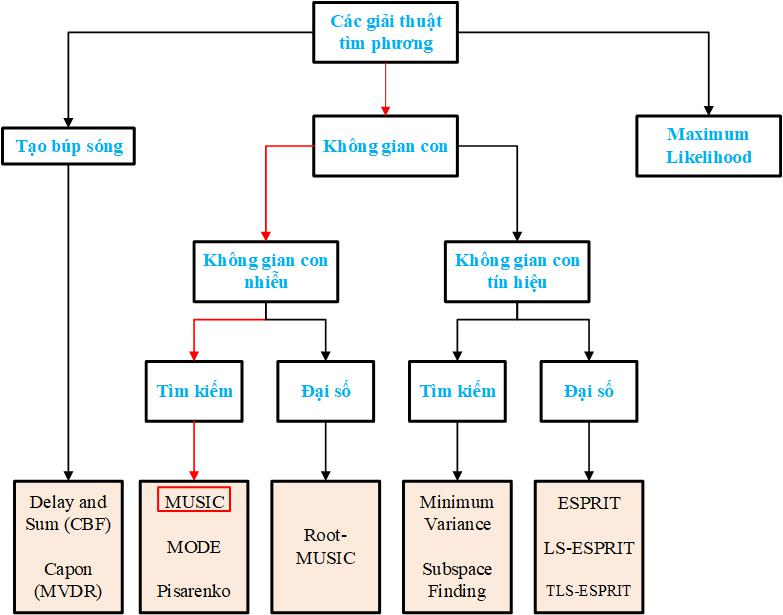 Các giải thuật
tìm phương
Tạo búp sóng
Không gian con
Maximum
Likelihood
Không gian con
nhiễu
Không gian con
tín hiệu
Tìm kiếm
Đại số
Tìm kiếm
Đại số
Delay and
Sum (CBF)
Capon
(MVDR)
MUSIC
MODE
Pisarenko
Root-
MUSIC
Minimum
Variance
Subspace
Finding
ESPRIT
LS-ESPRIT
TLS-ESPRIT